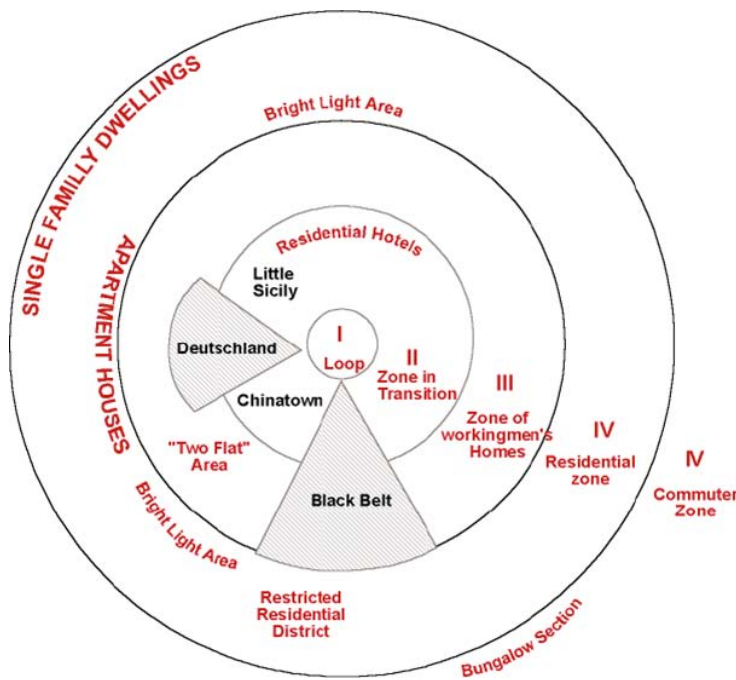 SINGLE FAMILLY DWELLINGS
Bright Light Area
APARTMENT HOUSES
Residential Hotels
Little
Sicily
Deutschland
I
Loop
II
Zone in
Transition
Chinatown
III
Zone of
workingmen's
Homes
"Two Flat"
Area
IV
Residential
zone
IV
Commuter
Zone
Black Belt
Bright Light Area
Restricted
Residential
District
Bungalow Section